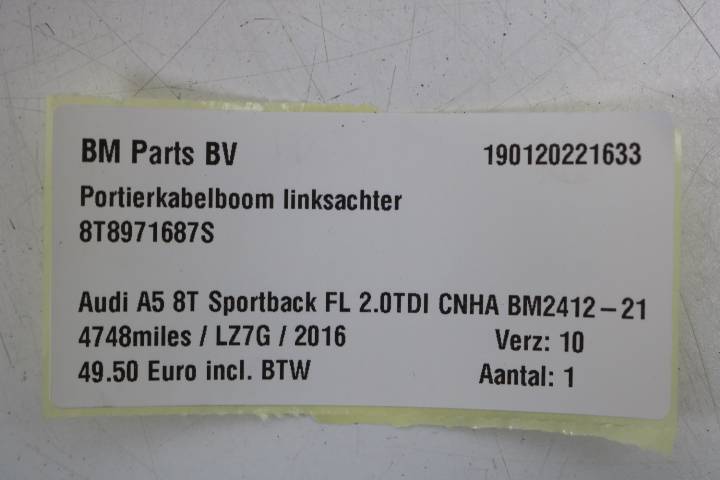 BM Parts BV 190120221633
Portierkabelboom linksachter
8T8971687S
Audi A5 8T Sportback FL 2.0TDI CNHA BM2412-21
4748miles / LZ7G / 2016 Verz: 10
49.50 Euro incl. BTW Aantal: 1